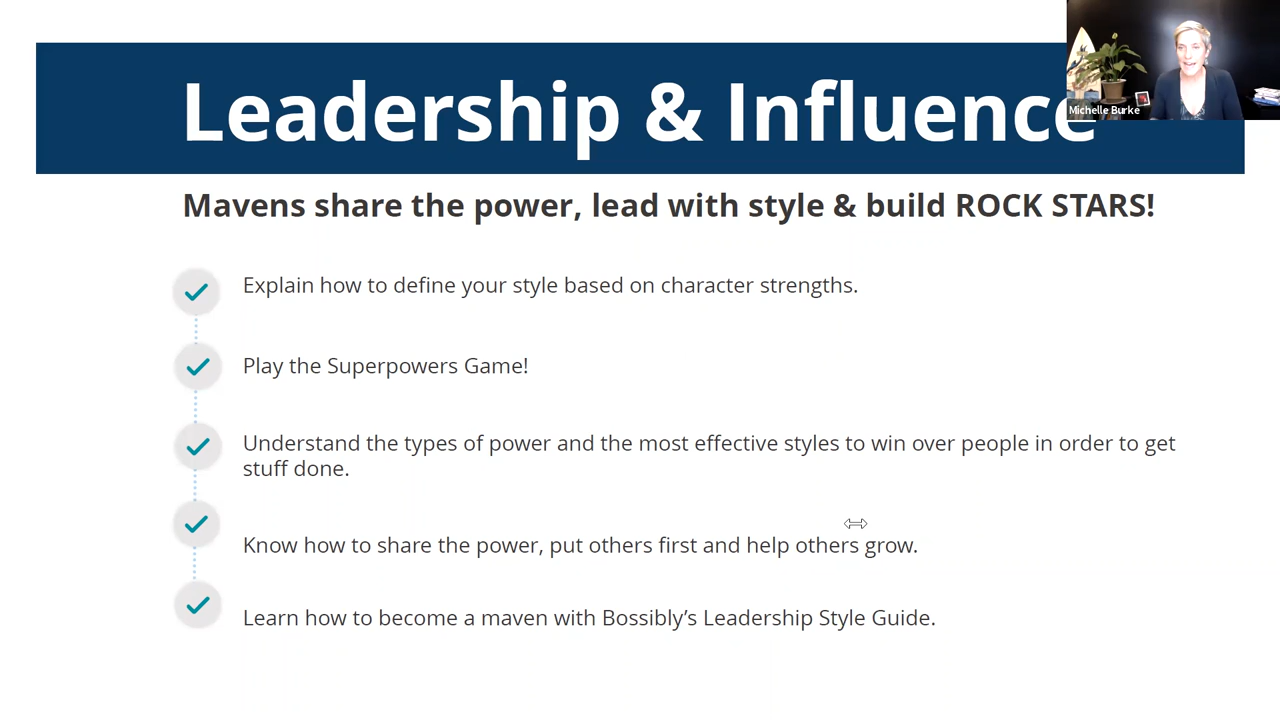 Leadership & Influence
Michelle Burke
Mavens share the power, lead with style & build ROCK STARS!
Explain how to define your style based on character strengths.
Play the Superpowers Game!
Understand the types of power and the most effective styles to win over people in order to get
stuff done.
Know how to share the power, put others first and help others grow.
Learn how to become a maven with Bossibly’s Leadership Style Guide.